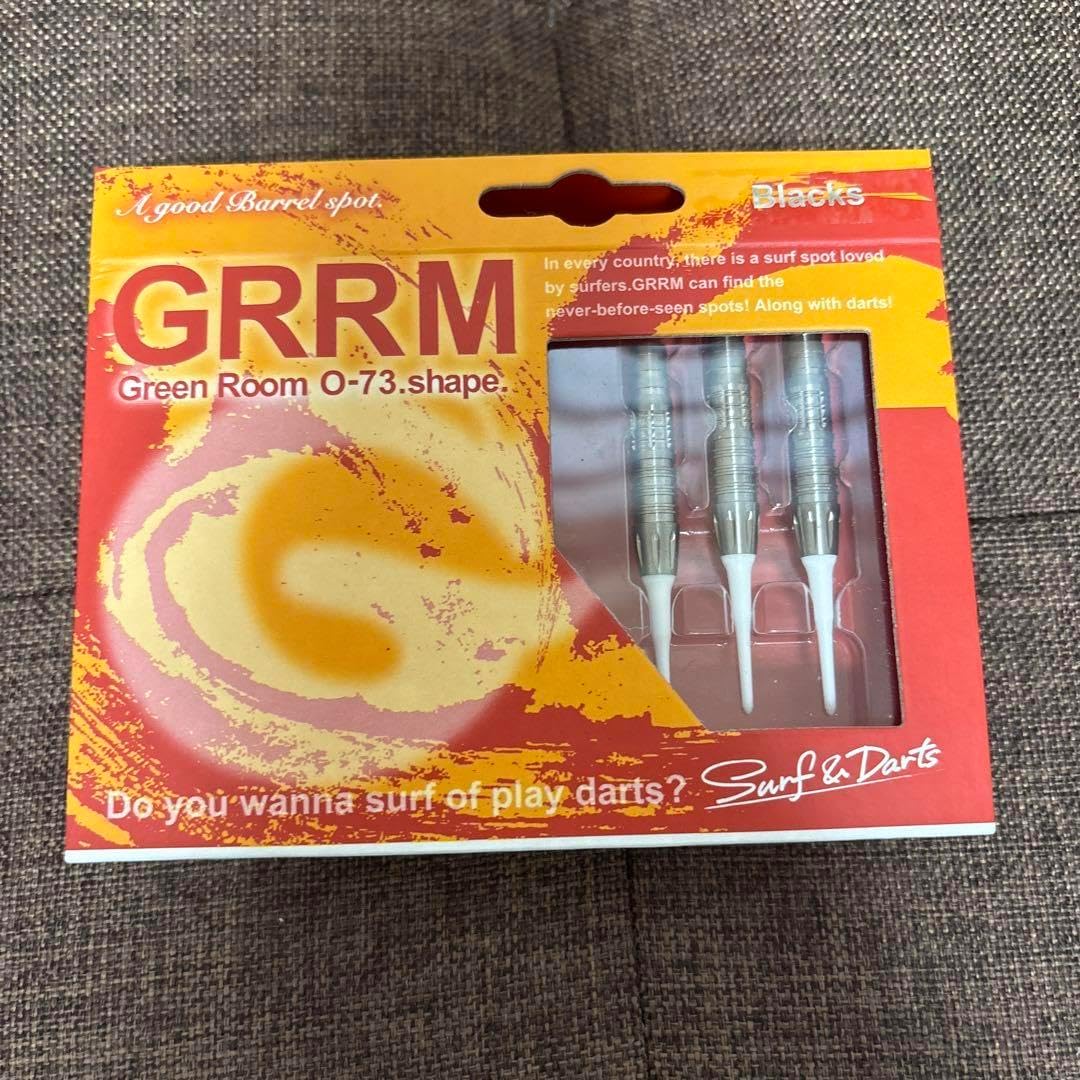 A good Barrel spot.
Blacks
GRRM
Green Room O-73.shape.
In every country, there is a surf spot loved
by surfers.GRRM can find the
never-before-seen spots! Along with darts!
Do you wanna surf of play darts?
Surf & Darts